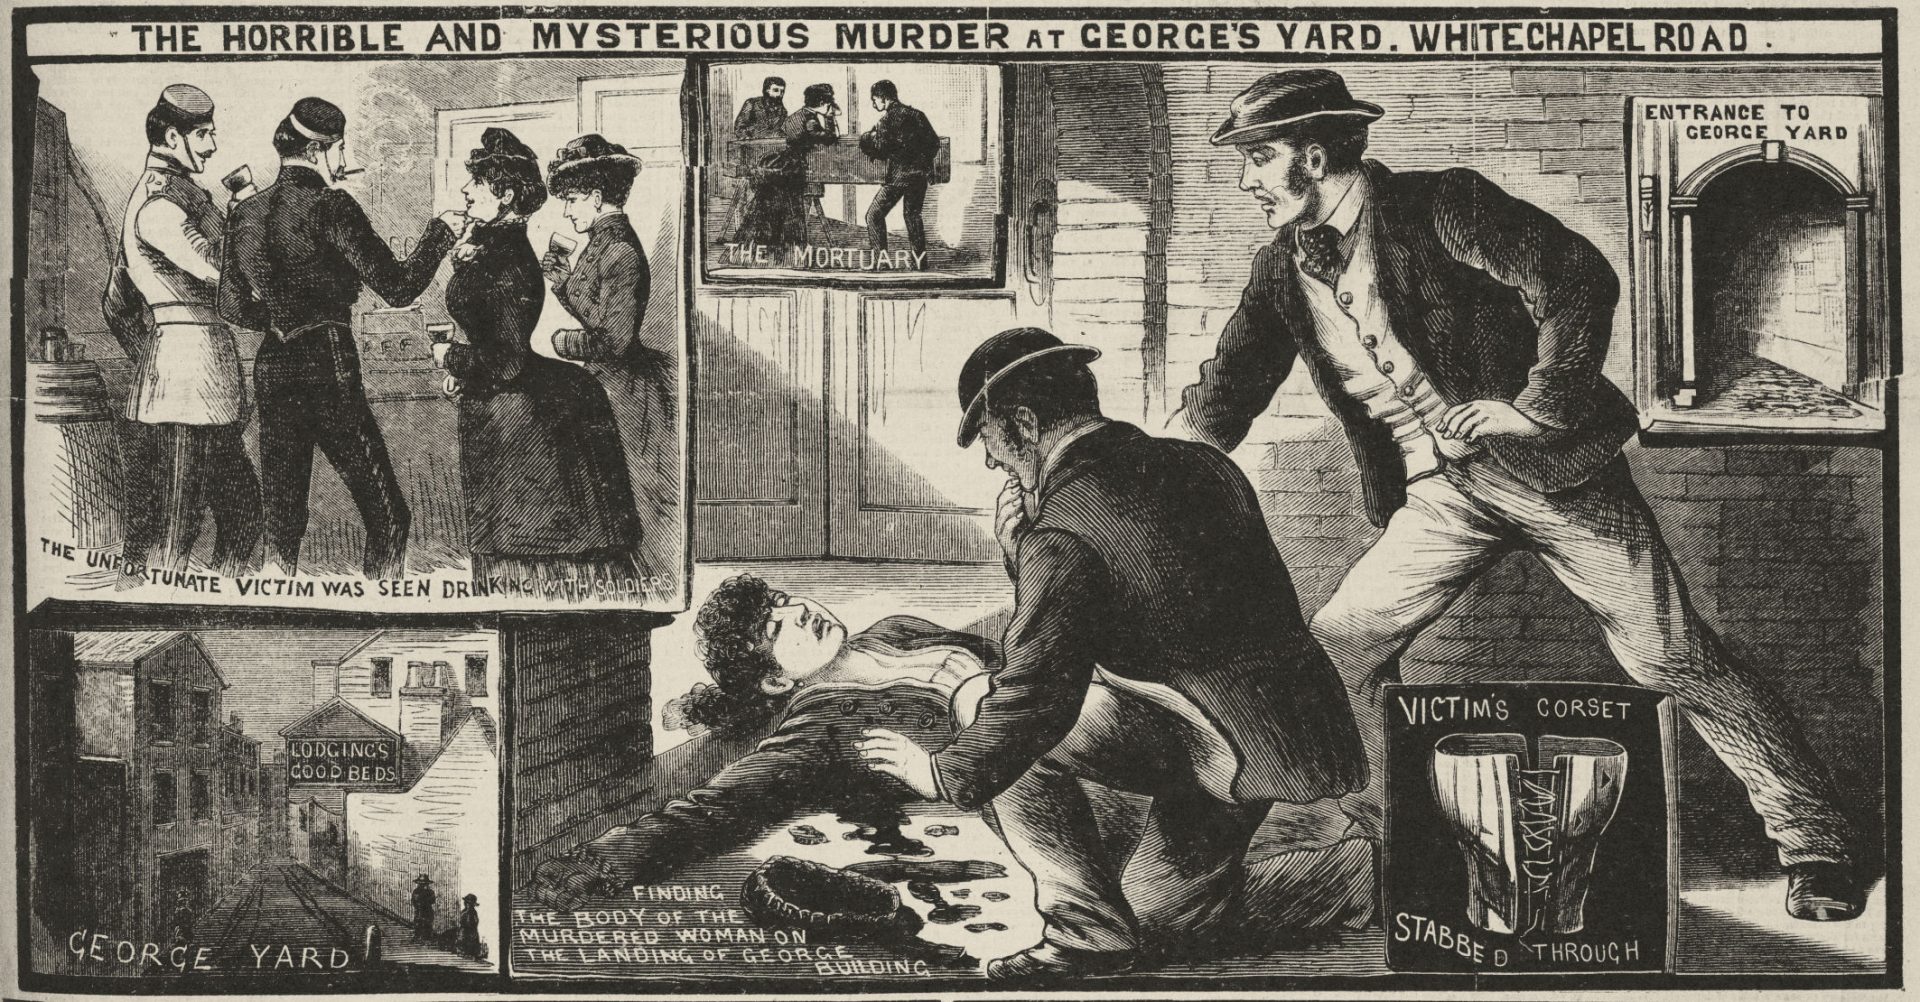 THE HORRIBLE AND MYSTERIOUS MURDER AT GEORGE'S YARD. WHITECHAPEL ROAD.
THE UNFORTUNATE VICTIM WAS SEEN DRINKING WITH SOLDIERS
THE MORTUARY
ENTRANCE TO
GEORGE YARD
LODGINGS
GOOD BEDS
GEORGE YARD
FINDING
THE BODY OF THE
MURDERED WOMAN ON
THE LANDING OF GEORGE
BUILDING
VICTIM'S CORSET
STABBED THROUGH